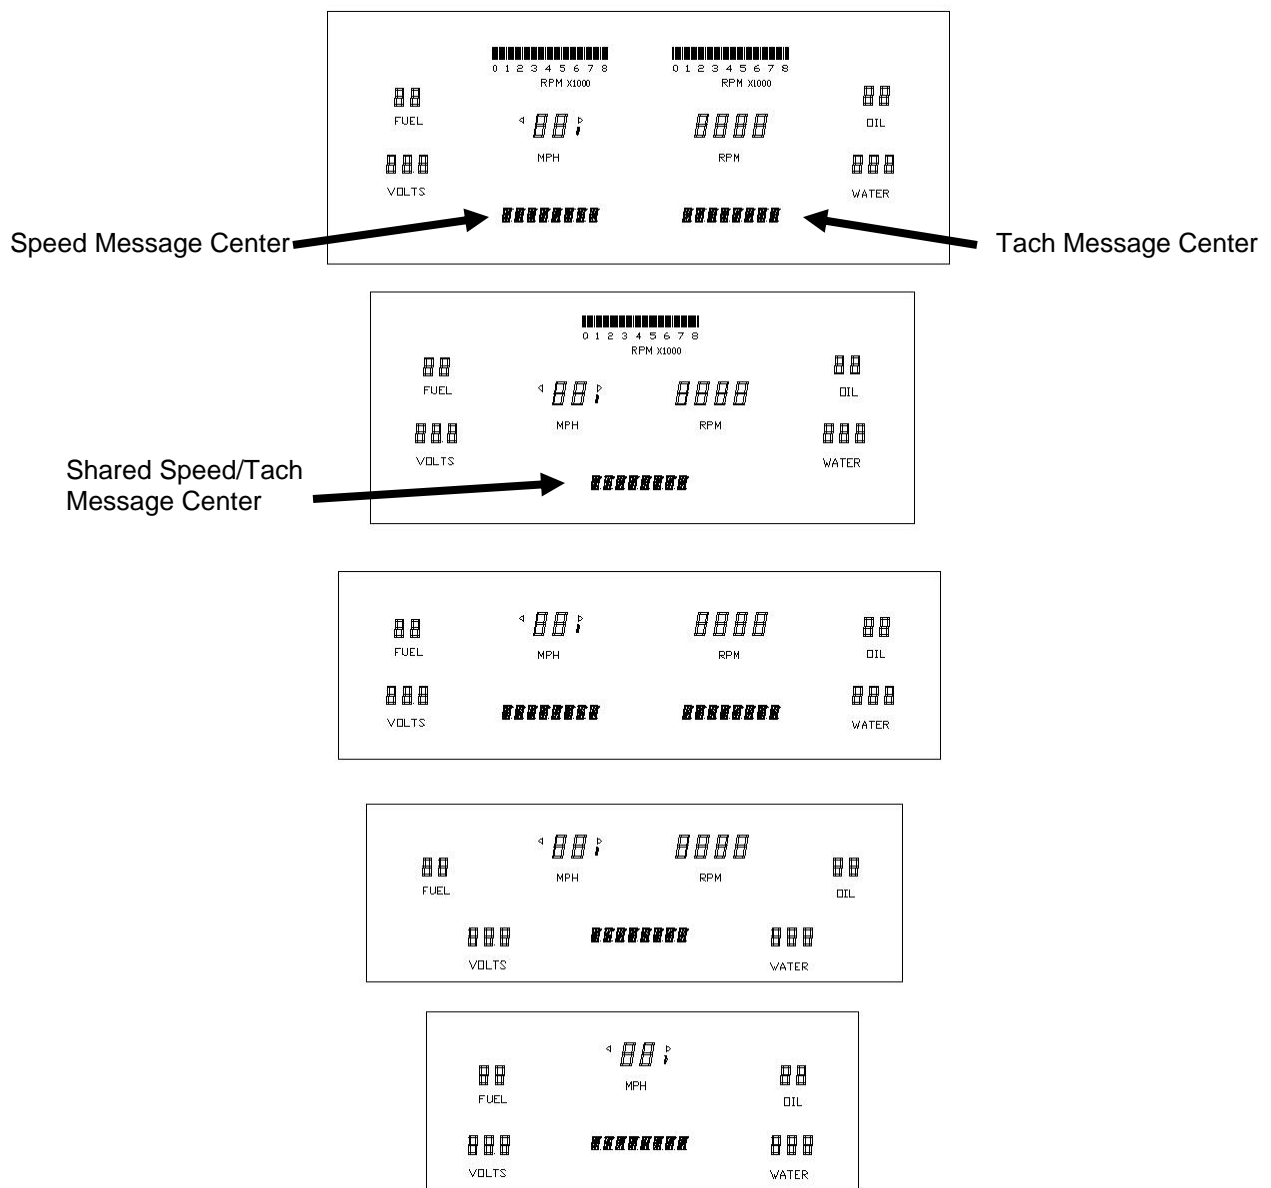 0 1 2 3 4 5 6 7 8
0 1 2 3 4 5 6 7 8
RPM X1000
RPM X1000
FUEL
OIL
MPH
RPM
VOLTS
WATER
Speed Message Center
Tach Message Center
0 1 2 3 4 5 6 7 8
RPM X1000
FUEL
OIL
MPH
RPM
VOLTS
WATER
Shared Speed/Tach
Message Center
FUEL
MPH
RPM
OIL
VOLTS
WATER
MPH
RPM
FUEL
OIL
VOLTS
WATER
MPH
FUEL
OIL
VOLTS
WATER